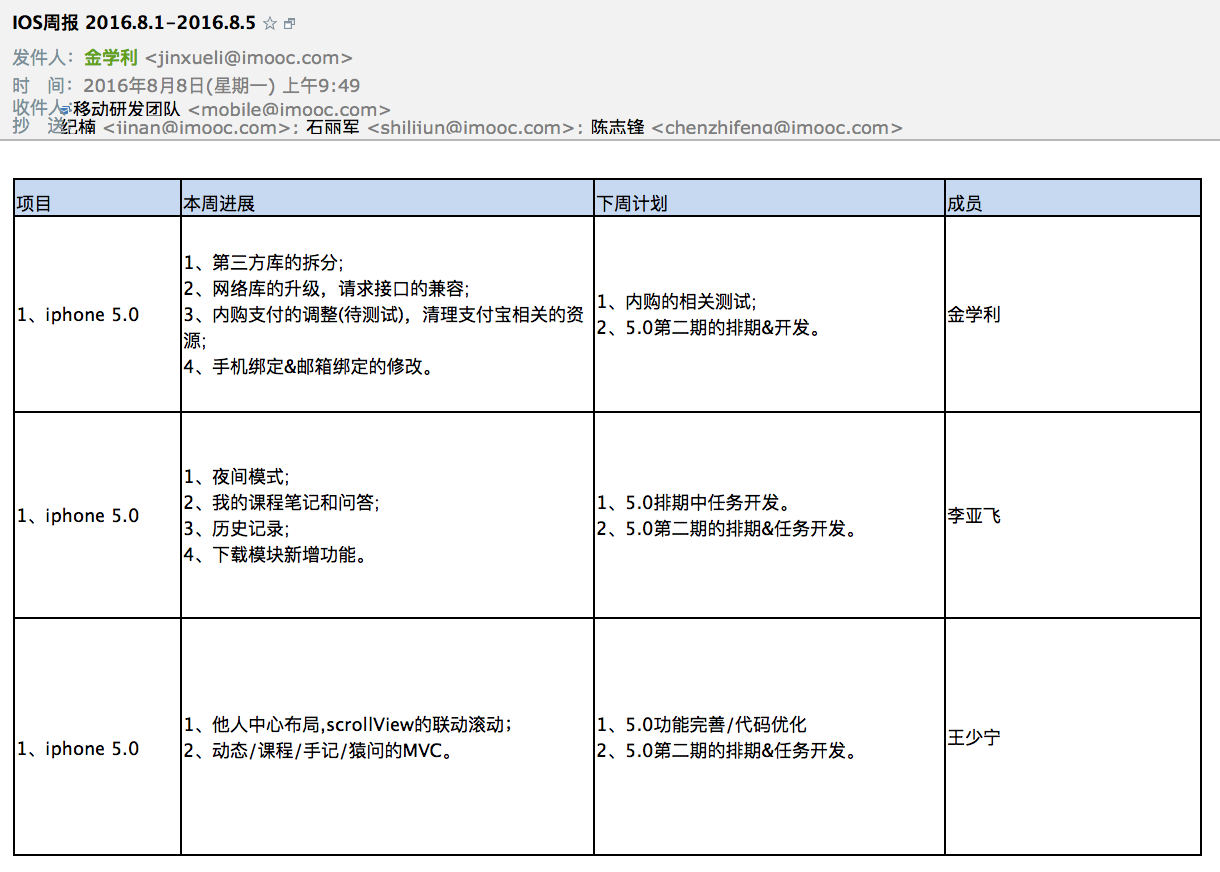 IOS周报 2016.8.1-2016.8.5
发件人：金学利 <jinxueli@imooc.com>
时 间：2016年8月8日(星期一) 上午9:49
收件人：移动研发团队 <mobile@imooc.com>
抄 送 纪楠 <jinan@imooc.com>; 石丽军 <shilijun@imooc.com>; 陈志锋 <chenzhifeng@imooc.com>
项目 本周进展 下周计划 成员
1、iphone 5.0
1、第三方库的拆分;
2、网络库的升级，请求接口的兼容;
3、内购支付的调整(待测试)，清理支付宝相关的资
源;
4、手机绑定&邮箱绑定的修改。
1、内购的相关测试;
2、5.0第二期的排期&开发。
金学利
1、iphone 5.0
1、夜间模式;
2、我的课程笔记和问答;
3、历史记录;
4、下载模块新增功能。
1、5.0排期中任务开发。
2、5.0第二期的排期&任务开发。
李亚飞
1、iphone 5.0
1、他人中心布局,scrollView的联动滚动；
2、动态/课程/手记/猿问的MVC。
1、5.0功能完善/代码优化
2、5.0第二期的排期&任务开发。
王少宁